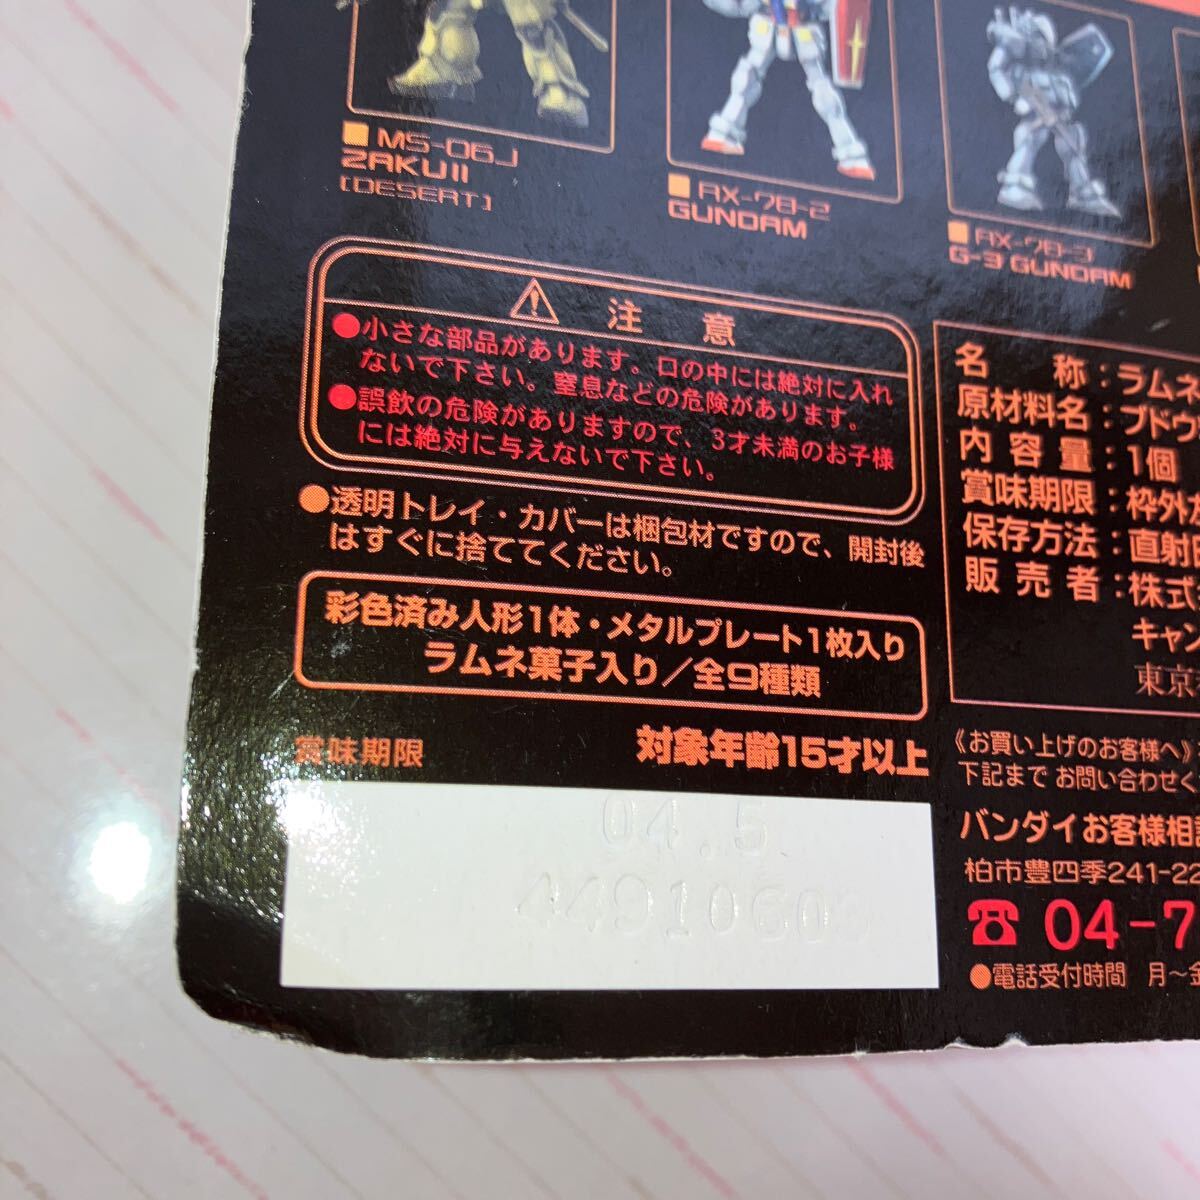 MS-06J
ZAKU II
[DESERT]
RX-78-2
GUNDAM
RX-78-3
G-3 GUNDAM
注意
●小さな部品があります。口の中には絶対に入れ
ないで下さい。窒息などの危険があります。
●誤飲の危険がありますので、3才未満のお子様
には絶対に与えないで下さい。
●透明トレイ・カバーは梱包材ですので、開封後
はすぐに捨ててください。
彩色済み人形1体・メタルプレート1枚入り
ラムネ菓子入り／全9種類
賞味期限
対象年齢15才以上
04.5
4491060
名称：ラムネ
原材料名：ブドウ
内容量：1個
賞味期限：枠外
保存方法：直射
販売者：株式
キャン
東京
《お買い上げのお客様へ》
下記まで お問い合わせく
バンダイお客様相
柏市豊四季241-22
☎ 04-7
●電話受付時間 月～金